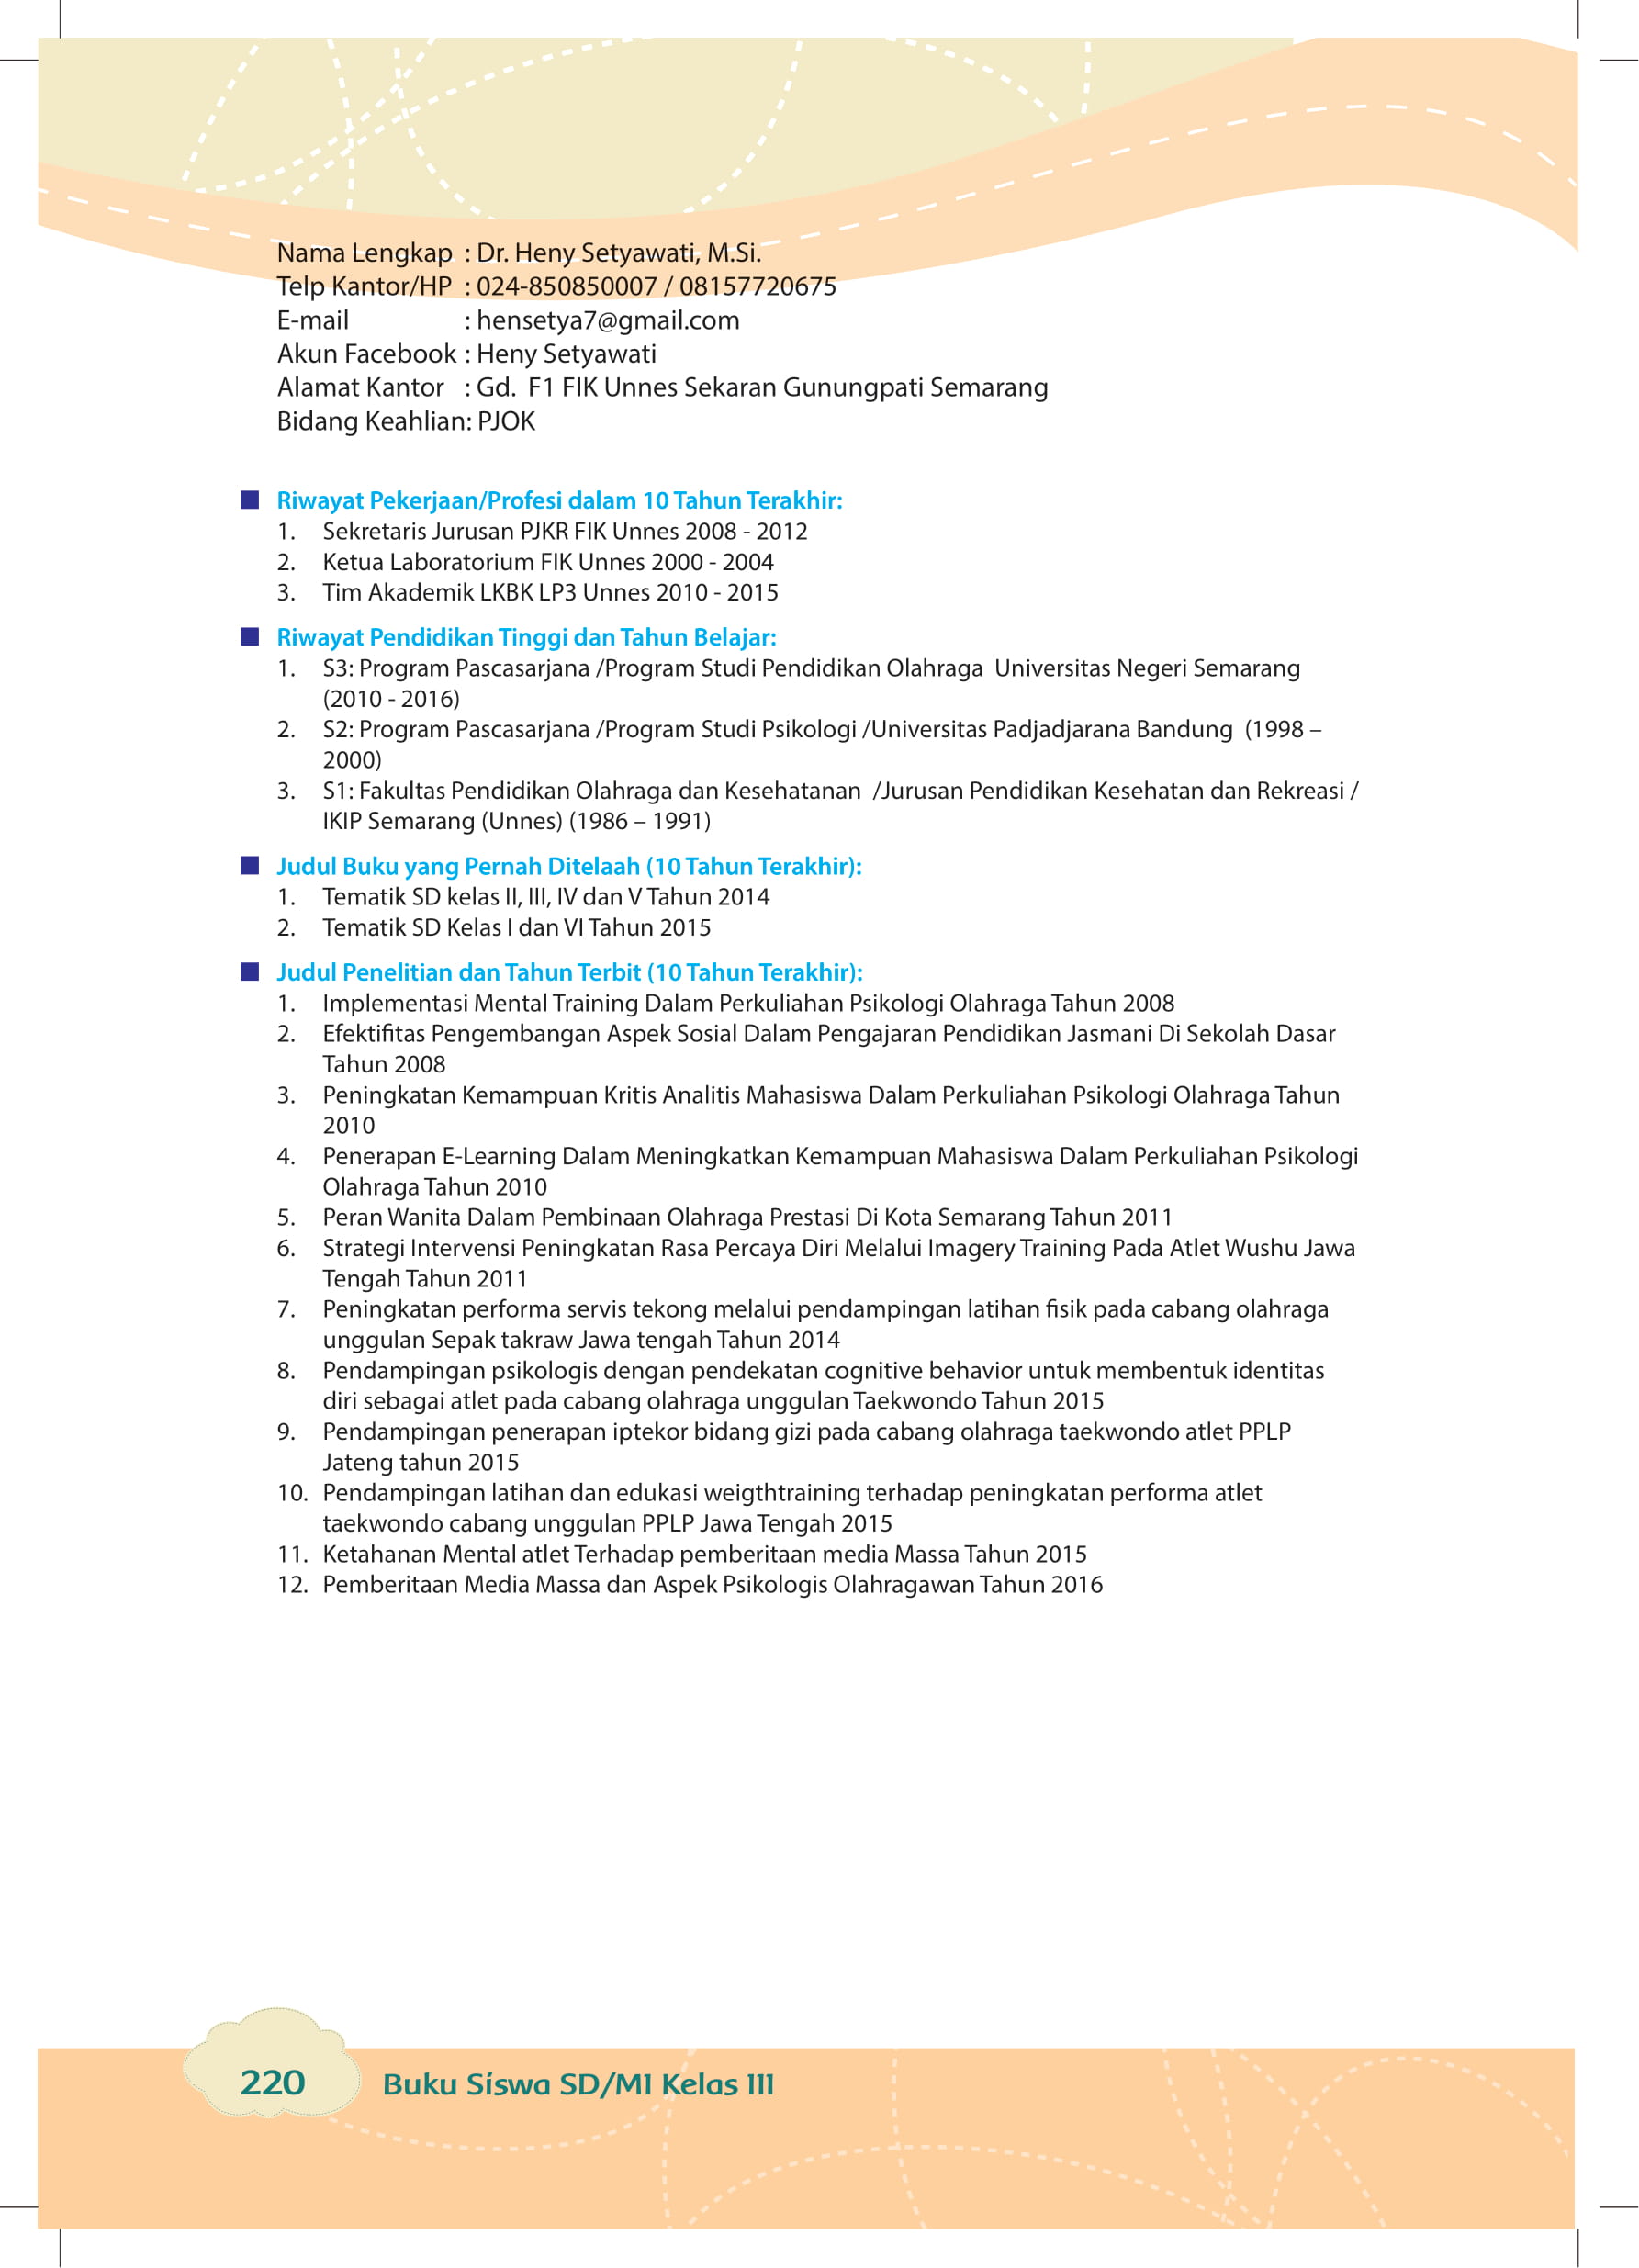 Nama Lengkap : Dr. Heny Setyawati, M.Si.
Telp Kantor/HP : 024-850850007 / 08157720675
E-mail : hensetya7@gmail.com
Akun Facebook : Heny Setyawati
Alamat Kantor : Gd. F1 FIK Unnes Sekaran Gunungpati Semarang
Bidang Keahlian: PJOK
Riwayat Pekerjaan/Profesi dalam 10 Tahun Terakhir:
1. Sekretaris Jurusan PJKR FIK Unnes 2008 - 2012
2. Ketua Laboratorium FIK Unnes 2000 - 2004
3. Tim Akademik LKBK LP3 Unnes 2010 - 2015
Riwayat Pendidikan Tinggi dan Tahun Belajar:
1. S3: Program Pascasarjana /Program Studi Pendidikan Olahraga Universitas Negeri Semarang
(2010 - 2016)
2. S2: Program Pascasarjana /Program Studi Psikologi /Universitas Padjadjarana Bandung (1998 –
2000)
3. S1: Fakultas Pendidikan Olahraga dan Kesehatanan /Jurusan Pendidikan Kesehatan dan Rekreasi /
IKIP Semarang (Unnes) (1986 – 1991)
Judul Buku yang Pernah Ditelaah (10 Tahun Terakhir):
1. Tematik SD kelas II, III, IV dan V Tahun 2014
2. Tematik SD Kelas I dan VI Tahun 2015
Judul Penelitian dan Tahun Terbit (10 Tahun Terakhir):
1. Implementasi Mental Training Dalam Perkuliahan Psikologi Olahraga Tahun 2008
2. Efektifitas Pengembangan Aspek Sosial Dalam Pengajaran Pendidikan Jasmani Di Sekolah Dasar
Tahun 2008
3. Peningkatan Kemampuan Kritis Analitis Mahasiswa Dalam Perkuliahan Psikologi Olahraga Tahun
2010
4. Penerapan E-Learning Dalam Meningkatkan Kemampuan Mahasiswa Dalam Perkuliahan Psikologi
Olahraga Tahun 2010
5. Peran Wanita Dalam Pembinaan Olahraga Prestasi Di Kota Semarang Tahun 2011
6. Strategi Intervensi Peningkatan Rasa Percaya Diri Melalui Imagery Training Pada Atlet Wushu Jawa
Tengah Tahun 2011
7. Peningkatan performa servis tekong melalui pendampingan latihan fisik pada cabang olahraga
unggulan Sepak takraw Jawa tengah Tahun 2014
8. Pendampingan psikologis dengan pendekatan cognitive behavior untuk membentuk identitas
diri sebagai atlet pada cabang olahraga unggulan Taekwondo Tahun 2015
9. Pendampingan penerapan iptekor bidang gizi pada cabang olahraga taekwondo atlet PPLP
Jateng tahun 2015
10. Pendampingan latihan dan edukasi weigthtraining terhadap peningkatan performa atlet
taekwondo cabang unggulan PPLP Jawa Tengah 2015
11. Ketahanan Mental atlet Terhadap pemberitaan media Massa Tahun 2015
12. Pemberitaan Media Massa dan Aspek Psikologis Olahragawan Tahun 2016
220 Buku Siswa SD/MI Kelas III